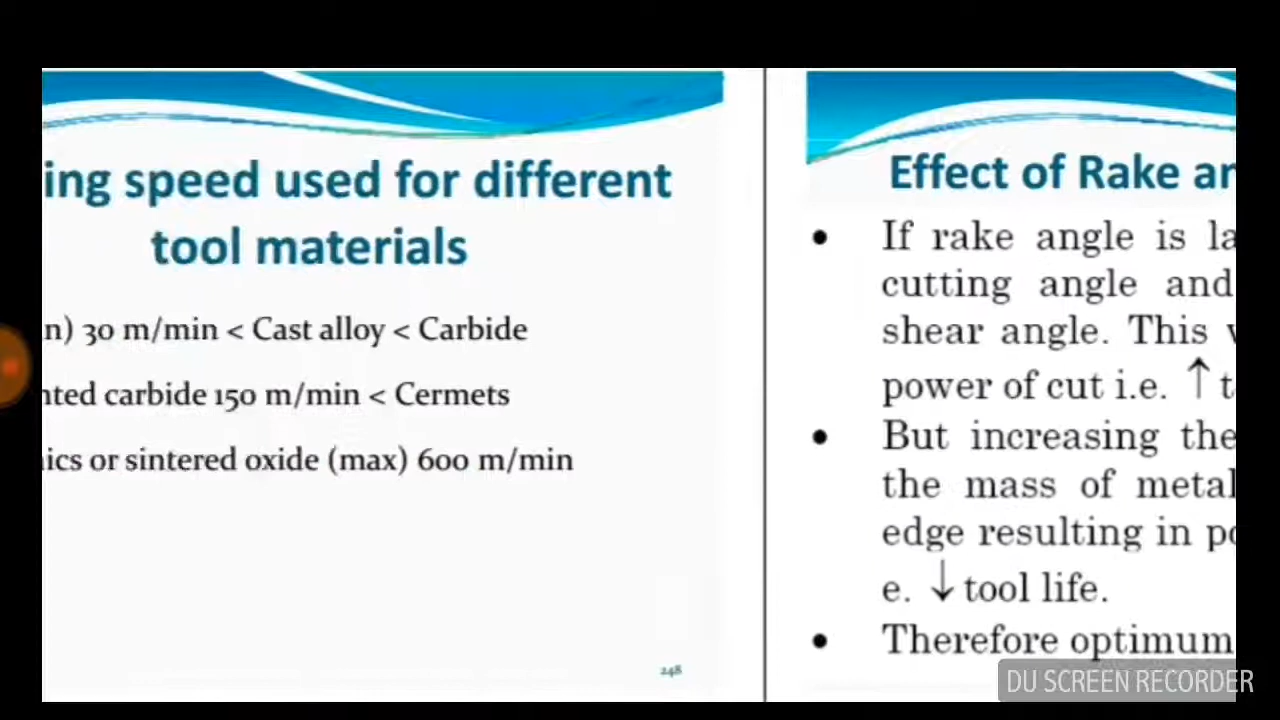 ing speed used for different
tool materials
n) 30 m/min < Cast alloy < Carbide
nted carbide 150 m/min < Cermets
ics or sintered oxide (max) 600 m/min
248
Effect of Rake an
• If rake angle is la
cutting angle and
shear angle. This
power of cut i.e. ↑ t
• But increasing the
the mass of metal
edge resulting in po
e. ↓ tool life.
• Therefore optimum
DU SCREEN RECORDER